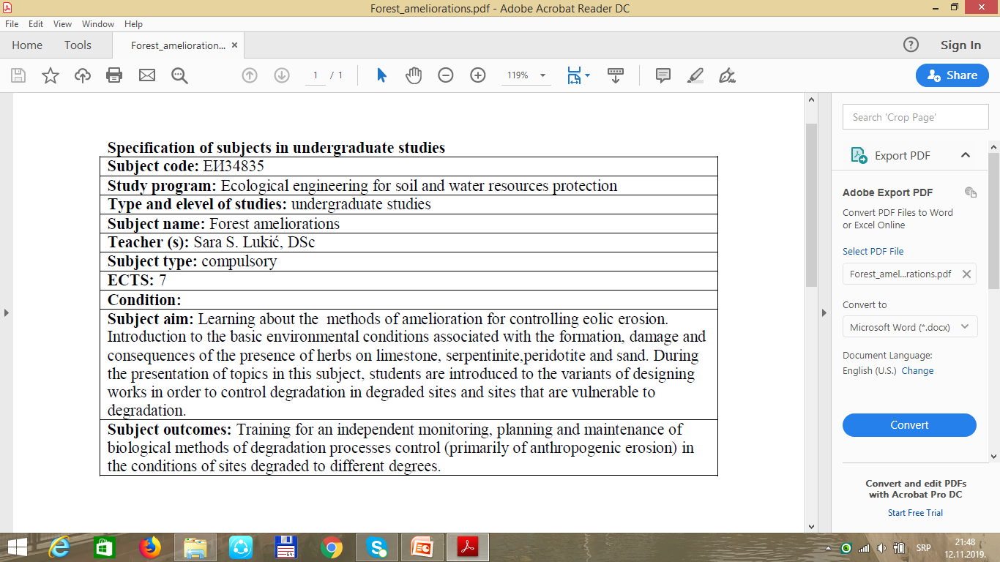 Forest_ameliorations.pdf - Adobe Acrobat Reader DC
File Edit View Window Help
Home Tools Forest_amelioration... × Sign In
1 / 1 119% Share
Search 'Crop Page'
Export PDF
Adobe Export PDF
Convert PDF Files to Word
or Excel Online
Select PDF File
Forest_amel...rations.pdf
Convert to
Microsoft Word (*.docx)
Document Language:
English (U.S.) Change
Convert
Convert and edit PDFs
with Acrobat Pro DC
Start Free Trial
Specification of subjects in undergraduate studies
Subject code: ЕИ34835
Study program: Ecological engineering for soil and water resources protection
Type and elevel of studies: undergraduate studies
Subject name: Forest ameliorations
Teacher (s): Sara S. Lukić, DSc
Subject type: compulsory
ECTS: 7
Condition:
Subject aim: Learning about the methods of amelioration for controlling eolic erosion.
Introduction to the basic environmental conditions associated with the formation, damage and
consequences of the presence of herbs on limestone, serpentinite,peridotite and sand. During
the presentation of topics in this subject, students are introduced to the variants of designing
works in order to control degradation in degraded sites and sites that are vulnerable to
degradation.
Subject outcomes: Training for an independent monitoring, planning and maintenance of
biological methods of degradation processes control (primarily of anthropogenic erosion) in
the conditions of sites degraded to different degrees.
64
SRP
21:48
12.11.2019.